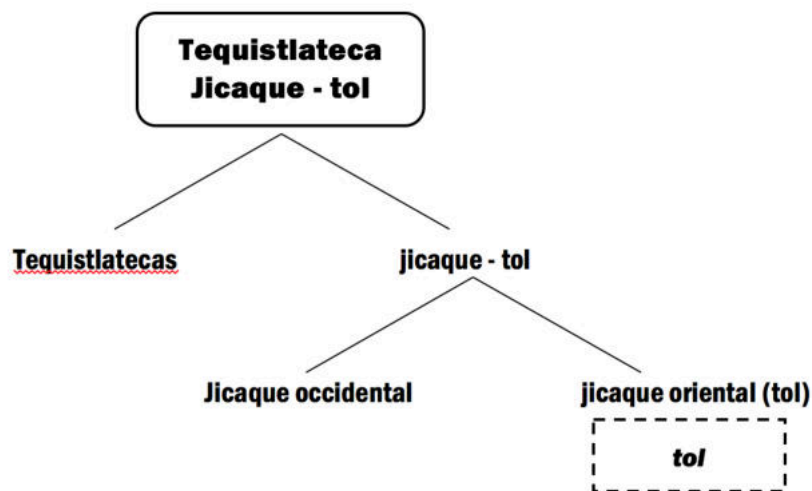 Tequistlateca
Jicaque - tol
Tequistlatecas
jicaque - tol
Jicaque occidental
jicaque oriental (tol)
tol